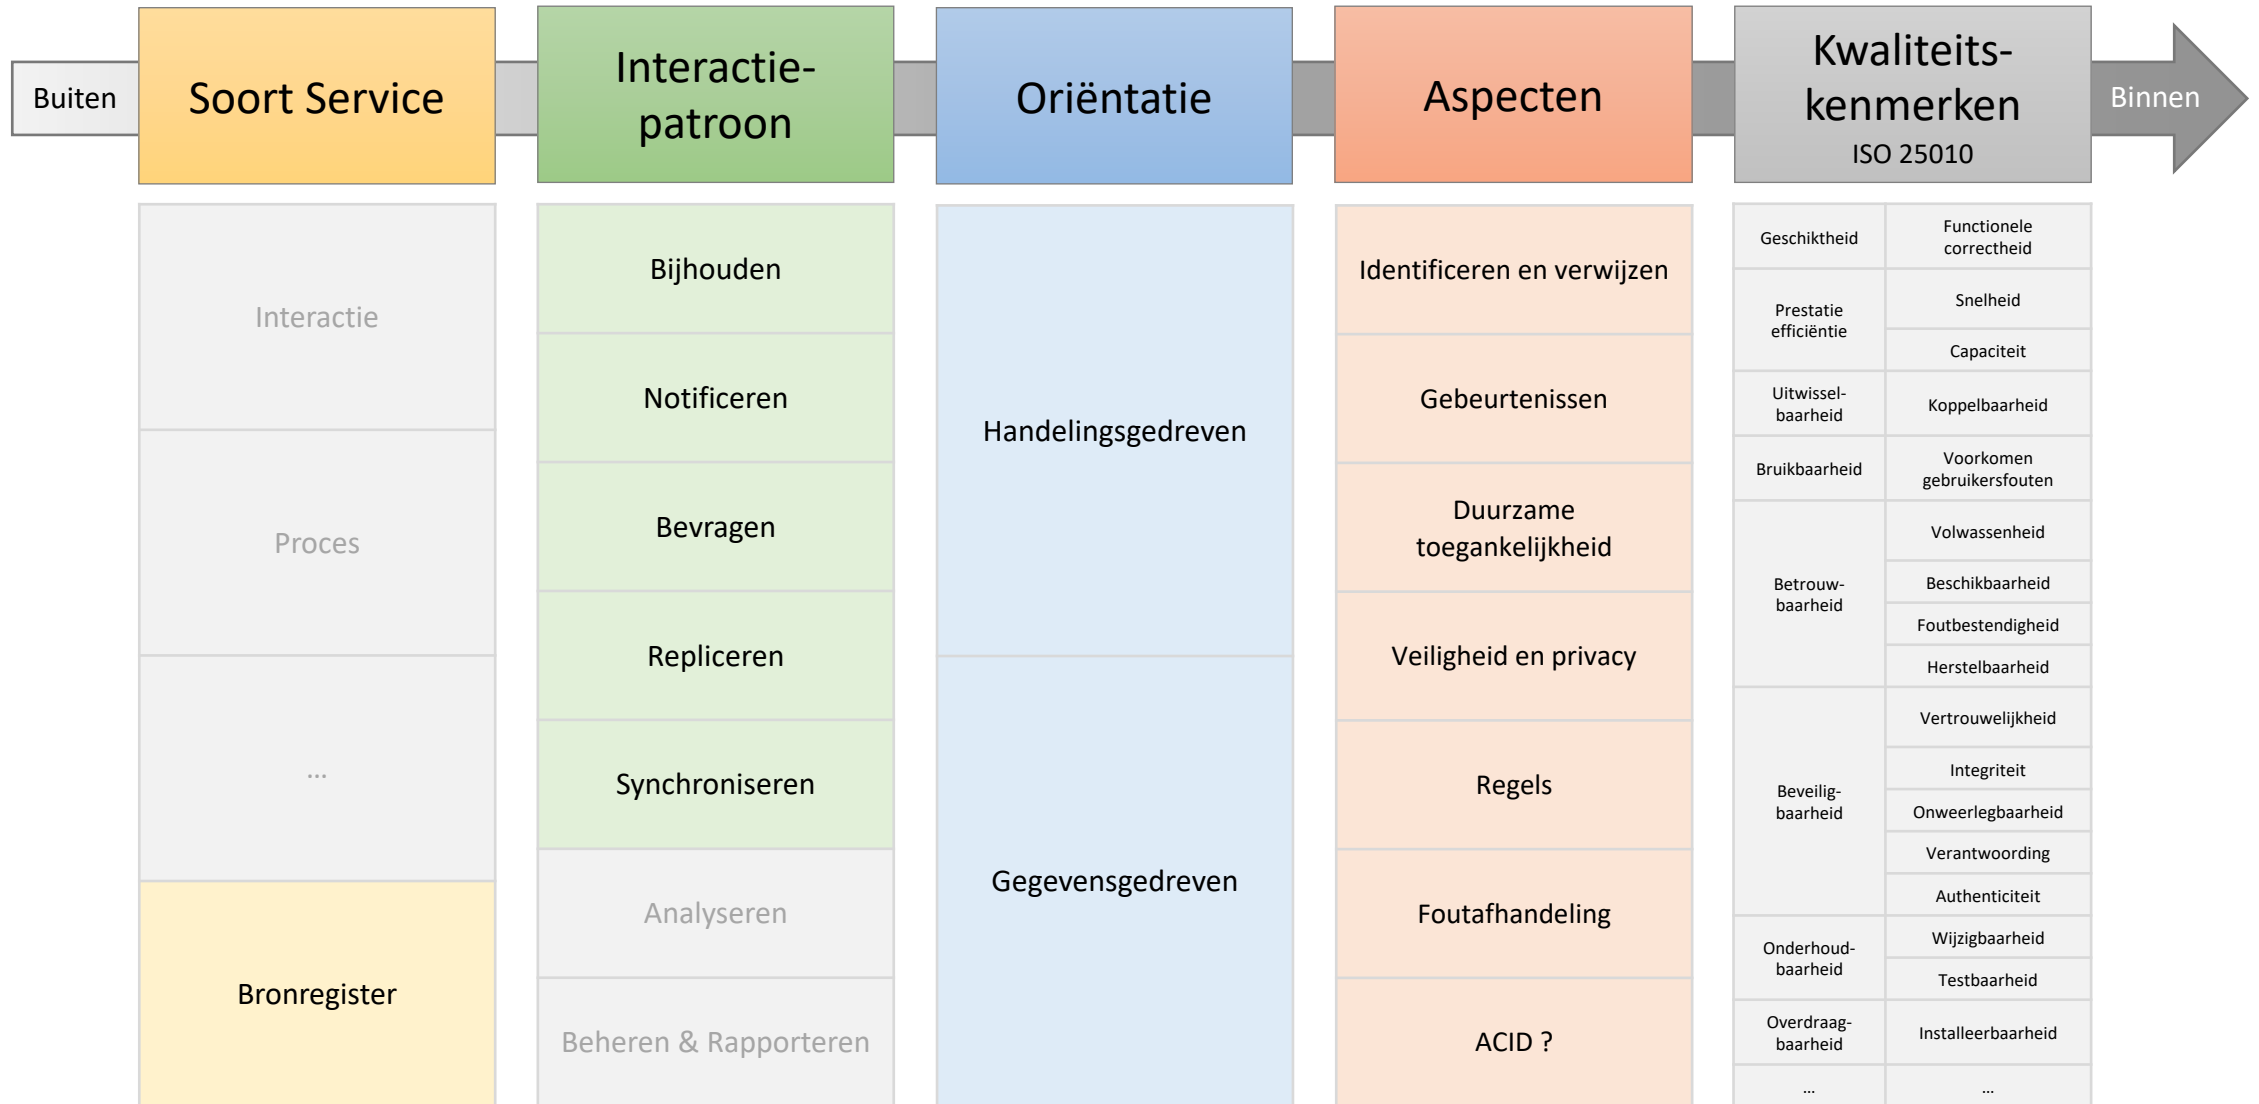 Buiten
Soort Service
Interactie-
patroon
Oriëntatie
Aspecten
Kwaliteits-
kenmerken
ISO 25010
Binnen
Interactie
Proces
...
Bronregister
Bijhouden
Notificeren
Bevragen
Repliceren
Synchroniseren
Analyseren
Beheren & Rapporteren
Handelingsgedreven
Gegevensgedreven
Identificeren en verwijzen
Gebeurtenissen
Duurzame
toegankelijkheid
Veiligheid en privacy
Regels
Foutafhandeling
ACID ?
Geschiktheid
Functionele
correctheid
Prestatie
efficiëntie
Snelheid
Capaciteit
Uitwissel-
baarheid
Koppelbaarheid
Bruikbaarheid
Voorkomen
gebruikersfouten
Betrouw-
baarheid
Volwassenheid
Beschikbaarheid
Foutbestendigheid
Herstelbaarheid
Beveilig-
baarheid
Vertrouwelijkheid
Integriteit
Onweerlegbaarheid
Verantwoording
Authenticiteit
Onderhoud-
baarheid
Wijzigbaarheid
Testbaarheid
Overdraag-
baarheid
Installeerbaarheid
...
...